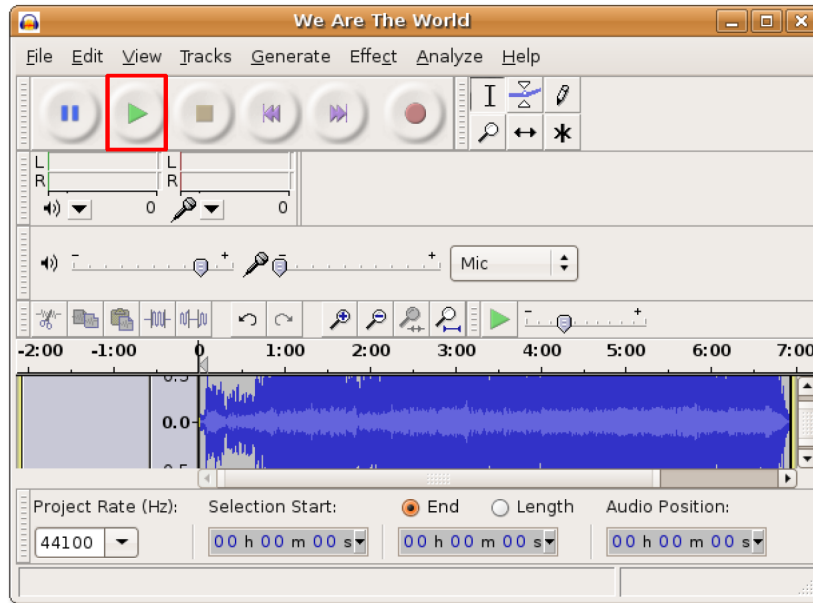 We Are The World
File Edit View Tracks Generate Effect Analyze Help
L L
R R
0 0
- + - + Mic
- +
-2:00 -1:00 0 1:00 2:00 3:00 4:00 5:00 6:00 7:00
0.0
Project Rate (Hz): Selection Start: End Length Audio Position:
44100 00 h 00 m 00 s 00 h 00 m 00 s 00 h 00 m 00 s